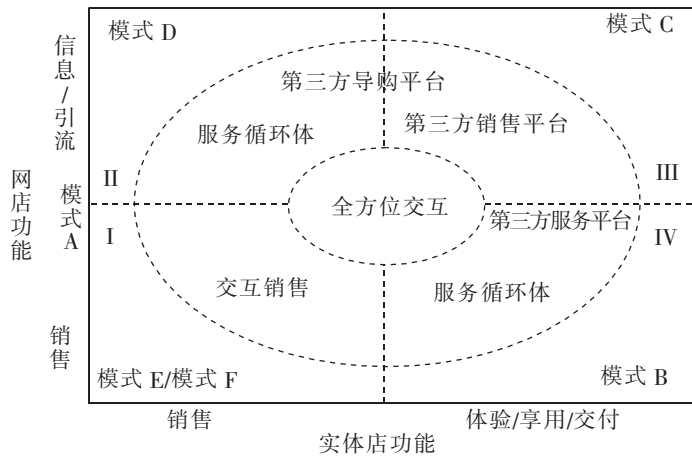 模式 D
模式 C
信息/引流
第三方导购平台
服务循环体
第三方销售平台
II
III
网店功能
模式 A
全方位交互
第三方服务平台
I
IV
交互销售
服务循环体
销售
模式 E/模式 F
模式 B
销售
体验/享用/交付
实体店功能